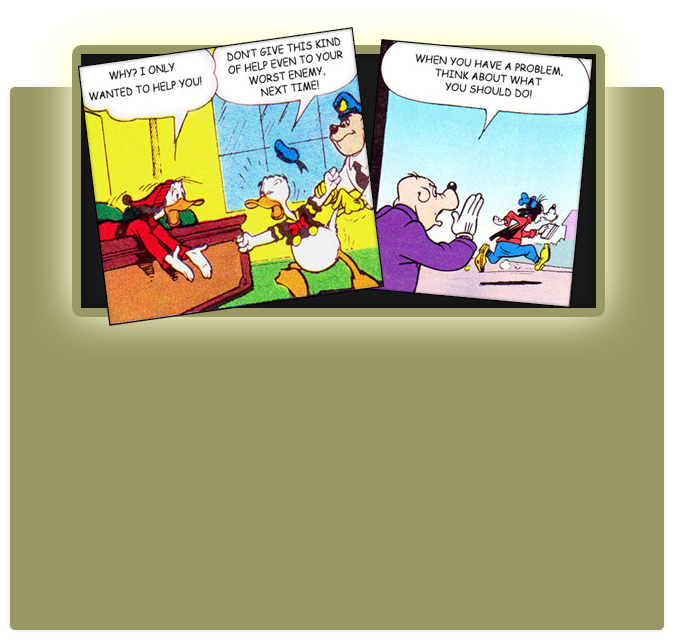 WHY? I ONLY
WANTED TO HELP YOU!
DON'T GIVE THIS KIND
OF HELP EVEN TO YOUR
WORST ENEMY,
NEXT TIME!
WHEN YOU HAVE A PROBLEM,
THINK ABOUT WHAT
YOU SHOULD DO!